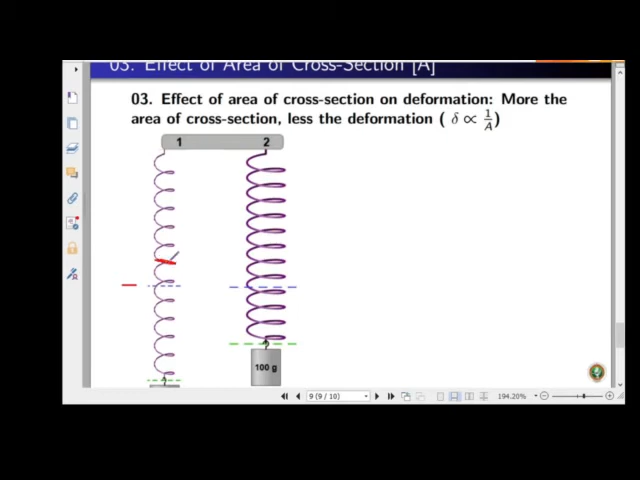 03. Effect of Area of Cross-Section [A]
03. Effect of area of cross-section on deformation: More the
area of cross-section, less the deformation ( δ ∝ 1/A)
1 2
100 g
9 (9 / 10) 194.20%